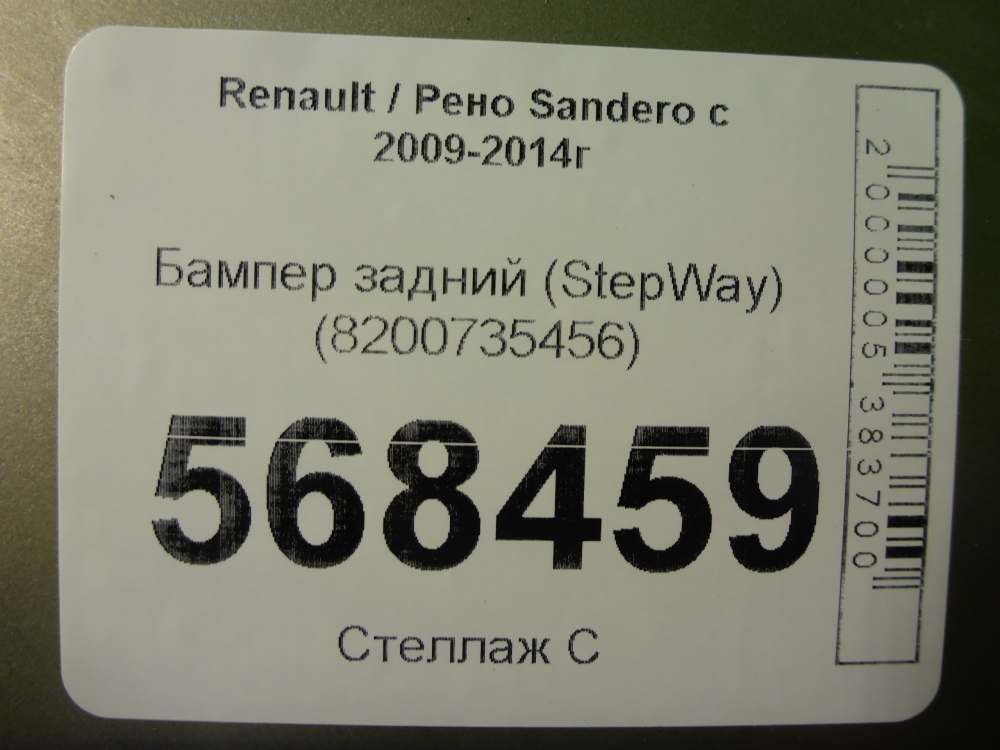 Renault / Рено Sandero с
2009-2014г
Бампер задний (StepWay)
(8200735456)
568459
Стеллаж С
2000005383700